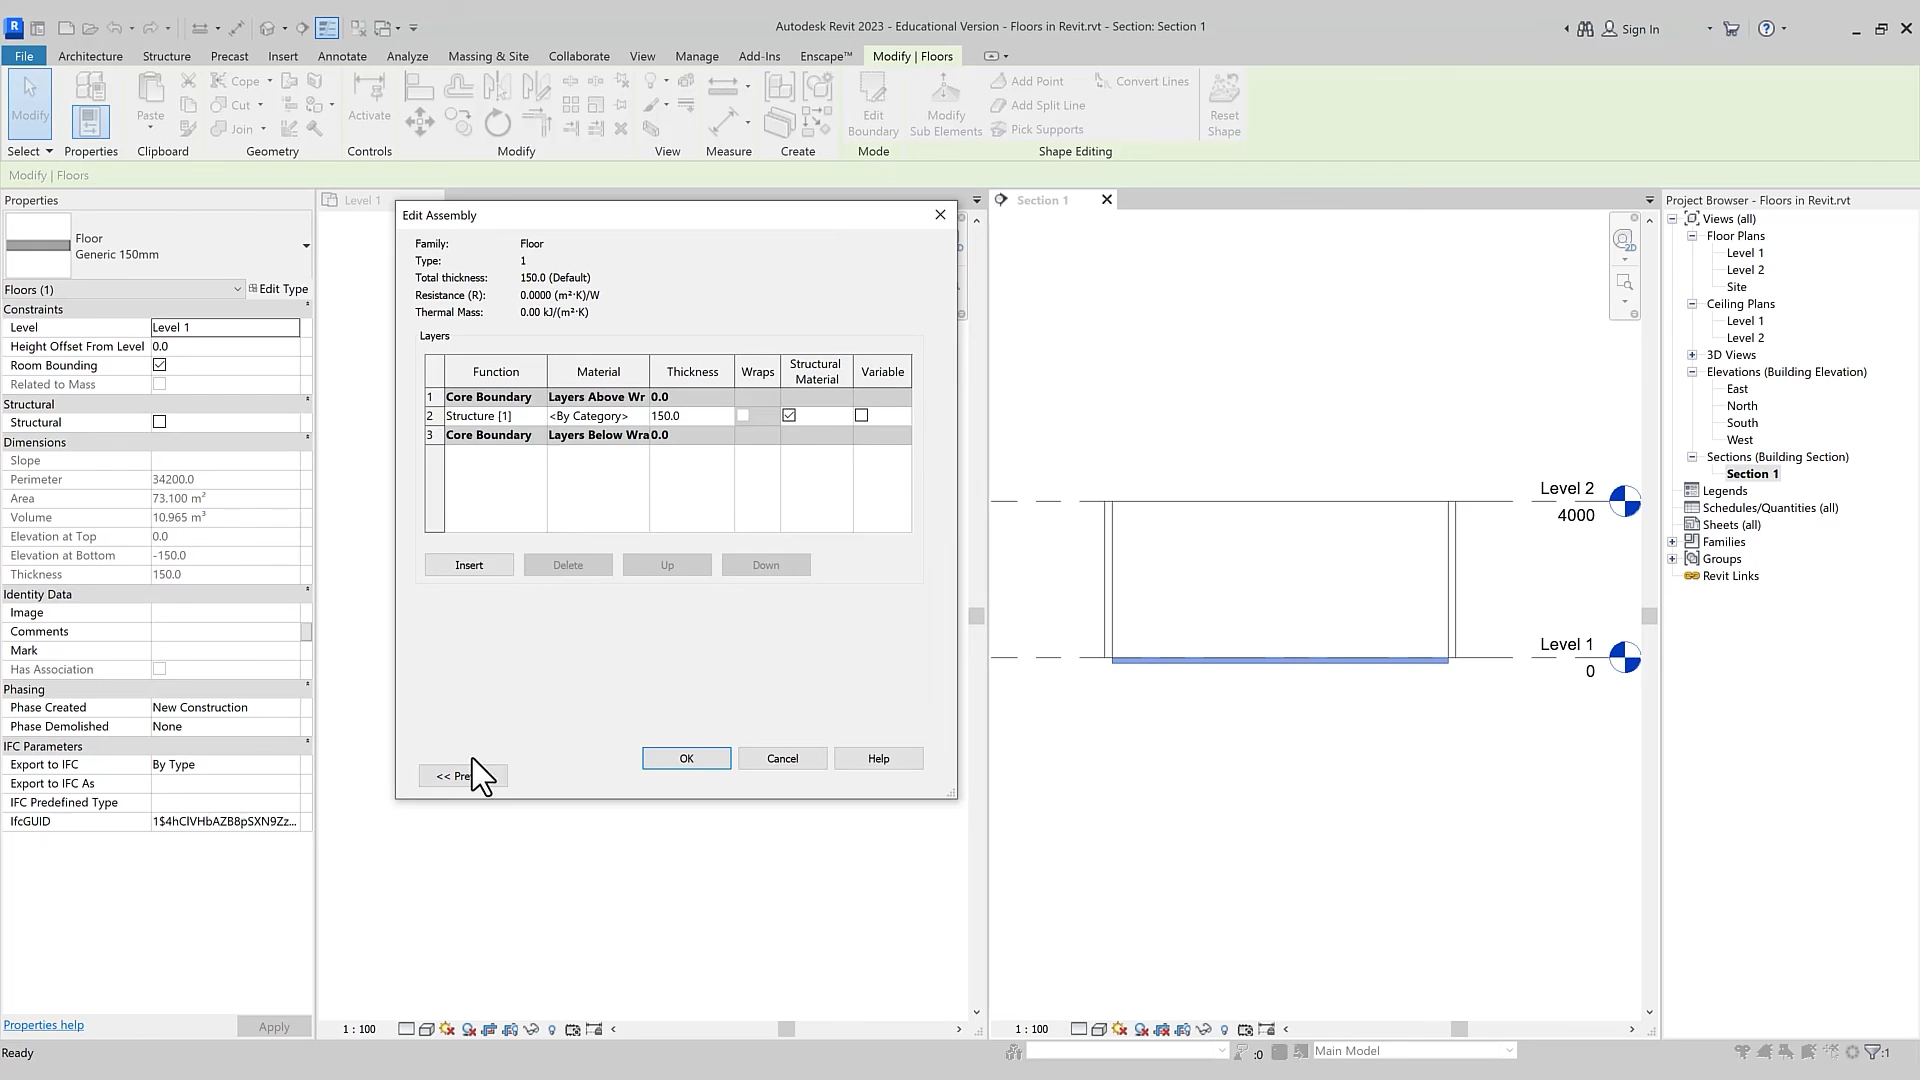 Autodesk Revit 2023 - Educational Version - Floors in Revit.rvt - Section: Section 1
Sign In
File Architecture Structure Precast Insert Annotate Analyze Massing & Site Collaborate View Manage Add-Ins Enscape™ Modify | Floors
Modify
Paste
Cope
Cut
Join
Activate
Edit
Boundary
Modify
Sub Elements
Add Point
Add Split Line
Pick Supports
Convert Lines
Reset
Shape
Select Properties Clipboard Geometry Controls Modify View Measure Create Mode Shape Editing
Modify | Floors
Properties
Floor
Generic 150mm
Floors (1)
Edit Type
Constraints
Level Level 1
Height Offset From Level 0.0
Room Bounding
Related to Mass
Structural
Structural
Dimensions
Slope
Perimeter 34200.0
Area 73.100 m²
Volume 10.965 m³
Elevation at Top 0.0
Elevation at Bottom -150.0
Thickness 150.0
Identity Data
Image
Comments
Mark
Has Association
Phasing
Phase Created New Construction
Phase Demolished None
IFC Parameters
Export to IFC By Type
Export to IFC As
IFC Predefined Type
IfcGUID 1$4hClVHbAZB8pSXN9Zz...
Properties help
Apply
Ready
Level 1
Edit Assembly
Family: Floor
Type: 1
Total thickness: 150.0 (Default)
Resistance (R): 0.0000 (m²·K)/W
Thermal Mass: 0.00 kJ/(m²·K)
Layers
Function Material Thickness Wraps Structural Material Variable
1 Core Boundary Layers Above Wr 0.0
2 Structure [1] <By Category> 150.0
3 Core Boundary Layers Below Wra 0.0
Insert Delete Up Down
OK Cancel Help
<< Pre
1 : 100
Section 1
2D
Level 2
4000
Level 1
0
1 : 100
:0
Main Model
:1
Project Browser - Floors in Revit.rvt
Views (all)
Floor Plans
Level 1
Level 2
Site
Ceiling Plans
Level 1
Level 2
3D Views
Elevations (Building Elevation)
East
North
South
West
Sections (Building Section)
Section 1
Legends
Schedules/Quantities (all)
Sheets (all)
Families
Groups
Revit Links